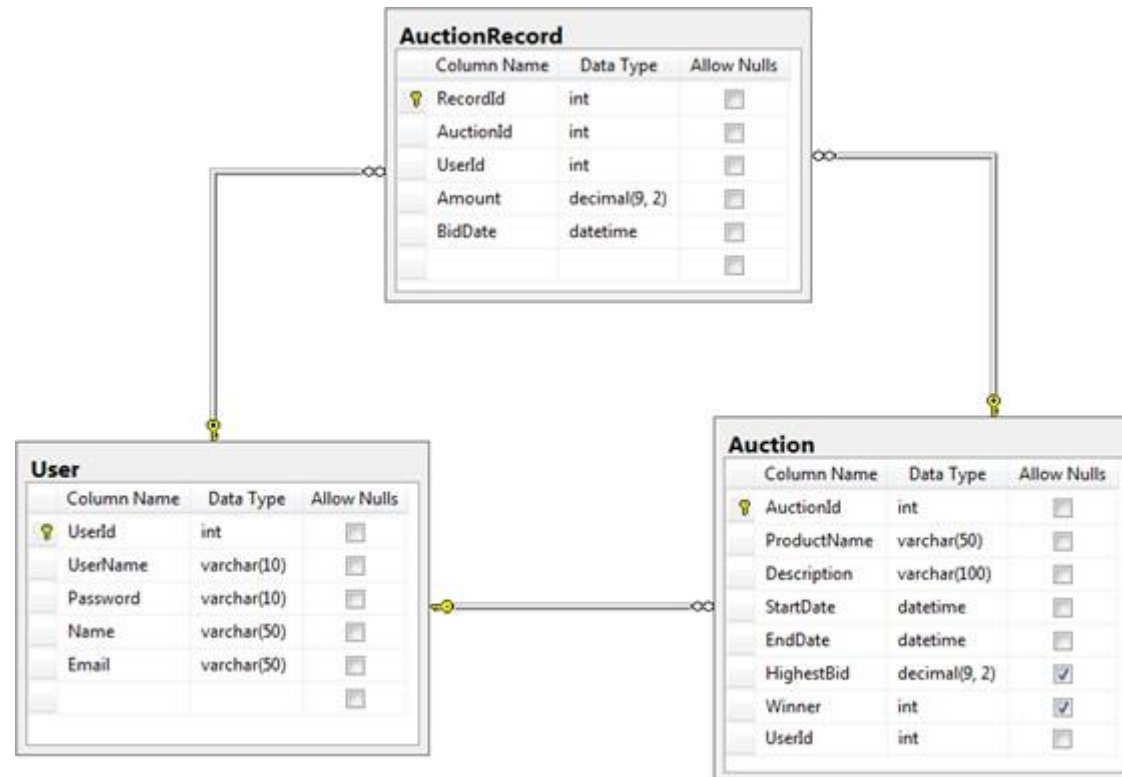 AuctionRecord
Column Name Data Type Allow Nulls
RecordId int
AuctionId int
UserId int
Amount decimal(9, 2)
BidDate datetime
User
Column Name Data Type Allow Nulls
UserId int
UserName varchar(10)
Password varchar(10)
Name varchar(50)
Email varchar(50)
Auction
Column Name Data Type Allow Nulls
AuctionId int
ProductName varchar(50)
Description varchar(100)
StartDate datetime
EndDate datetime
HighestBid decimal(9, 2)
Winner int
UserId int